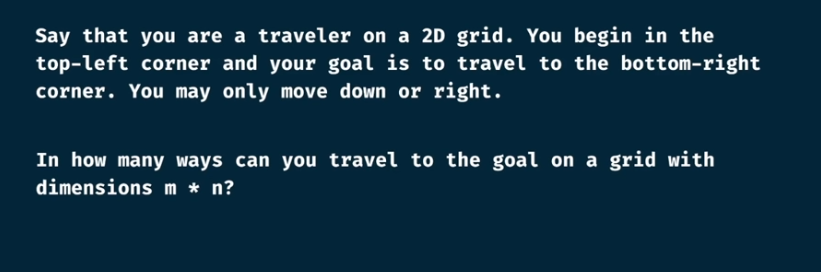 Say that you are a traveler on a 2D grid. You begin in the
top-left corner and your goal is to travel to the bottom-right
corner. You may only move down or right.
In how many ways can you travel to the goal on a grid with
dimensions m * n?